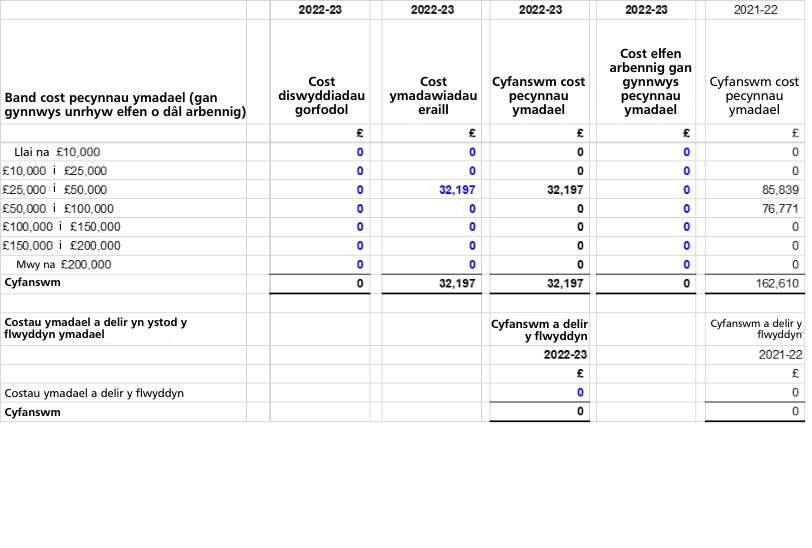 2022-23 2022-23 2022-23 2022-23 2021-22
Band cost pecynnau ymadael (gan gynnwys unrhyw elfen o dâl arbennig)
Cost diswyddiadau gorfodol
Cost ymadawiadau eraill
Cyfanswm cost pecynnau ymadael
Cost elfen arbennig gan gynnwys pecynnau ymadael
Cyfanswm cost pecynnau ymadael
£ £ £ £ £
Llai na £10,000 0 0 0 0 0
£10,000 i £25,000 0 0 0 0 0
£25,000 i £50,000 0 32,197 32,197 0 85,839
£50,000 i £100,000 0 0 0 0 76,771
£100,000 i £150,000 0 0 0 0 0
£150,000 i £200,000 0 0 0 0 0
Mwy na £200,000 0 0 0 0 0
Cyfanswm 0 32,197 32,197 0 162,610
Costau ymadael a delir yn ystod y flwyddyn ymadael
Cyfanswm a delir y flwyddyn
Cyfanswm a delir y flwyddyn
2022-23 2021-22
£ £
Costau ymadael a delir y flwyddyn 0 0
Cyfanswm 0 0